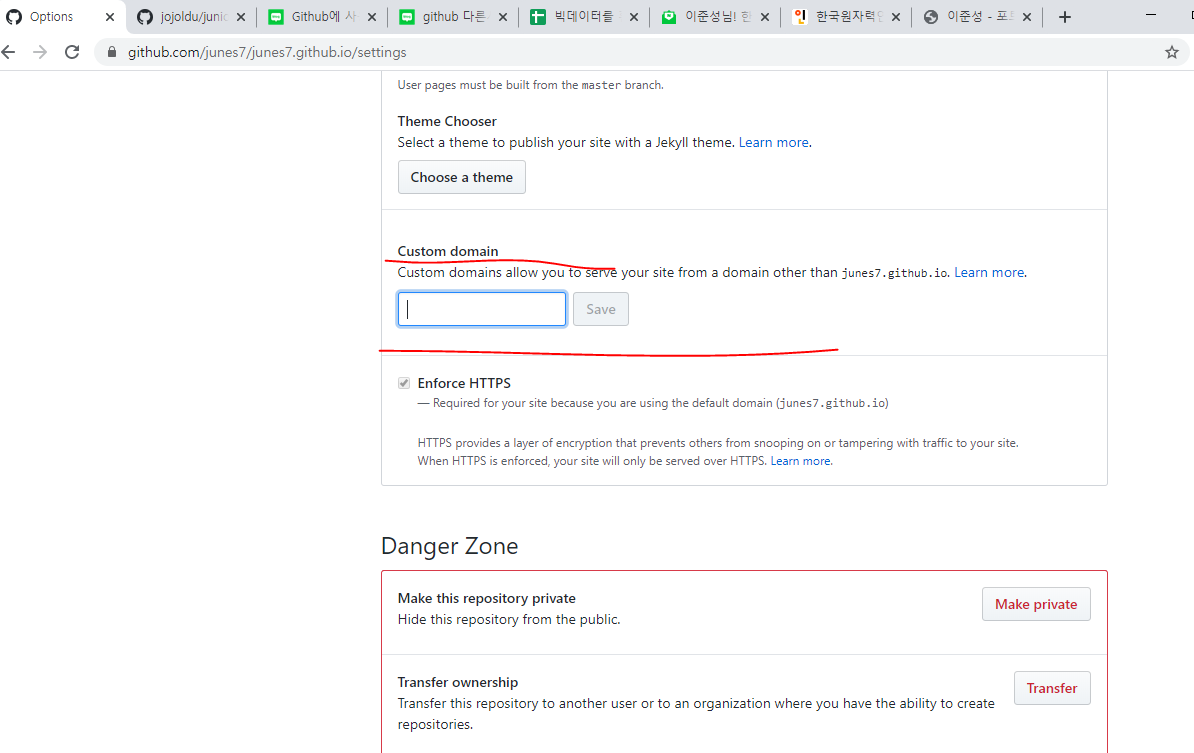 Options
jojoldu/junic
Github에 사
github 다른
빅데이터를
이준성님! 한
한국원자력안
이준성 - 포트
github.com/junes7/junes7.github.io/settings
User pages must be built from the master branch.
Theme Chooser
Select a theme to publish your site with a Jekyll theme. Learn more.
Choose a theme
Custom domain
Custom domains allow you to serve your site from a domain other than junes7.github.io. Learn more.
Save
Enforce HTTPS
— Required for your site because you are using the default domain (junes7.github.io)
HTTPS provides a layer of encryption that prevents others from snooping on or tampering with traffic to your site.
When HTTPS is enforced, your site will only be served over HTTPS. Learn more.
Danger Zone
Make this repository private
Hide this repository from the public.
Make private
Transfer ownership
Transfer this repository to another user or to an organization where you have the ability to create
repositories.
Transfer